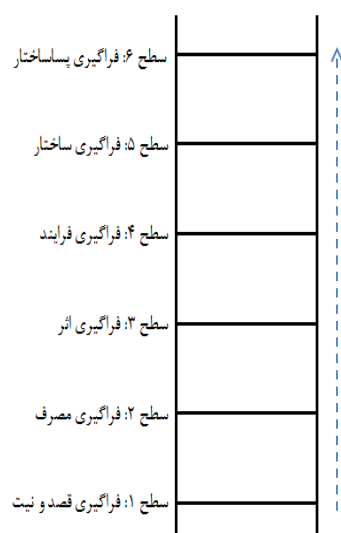 سطح ۶: فراگیری پساساختار
سطح ۵: فراگیری ساختار
سطح ۴: فراگیری فرایند
سطح ۳: فراگیری اثر
سطح ۲: فراگیری مصرف
سطح ۱: فراگیری قصد و نیت